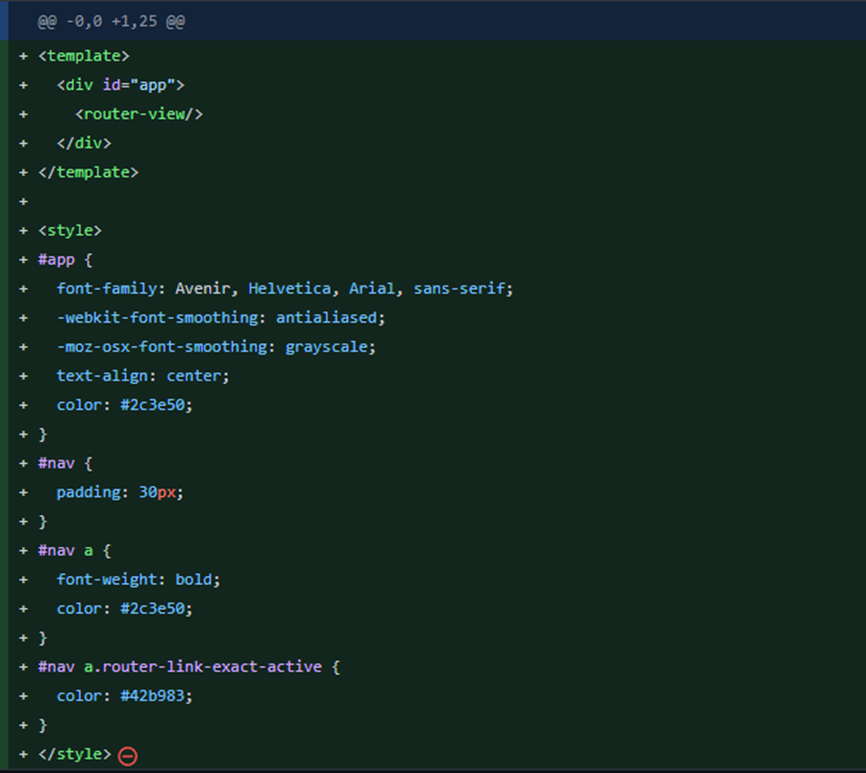 @@ -0,0 +1,25 @@
+ <template>
+   <div id="app">
+     <router-view/>
+   </div>
+ </template>
+
+ <style>
+ #app {
+   font-family: Avenir, Helvetica, Arial, sans-serif;
+   -webkit-font-smoothing: antialiased;
+   -moz-osx-font-smoothing: grayscale;
+   text-align: center;
+   color: #2c3e50;
+ }
+ #nav {
+   padding: 30px;
+ }
+ #nav a {
+   font-weight: bold;
+   color: #2c3e50;
+ }
+ #nav a.router-link-exact-active {
+   color: #42b983;
+ }
+ </style>